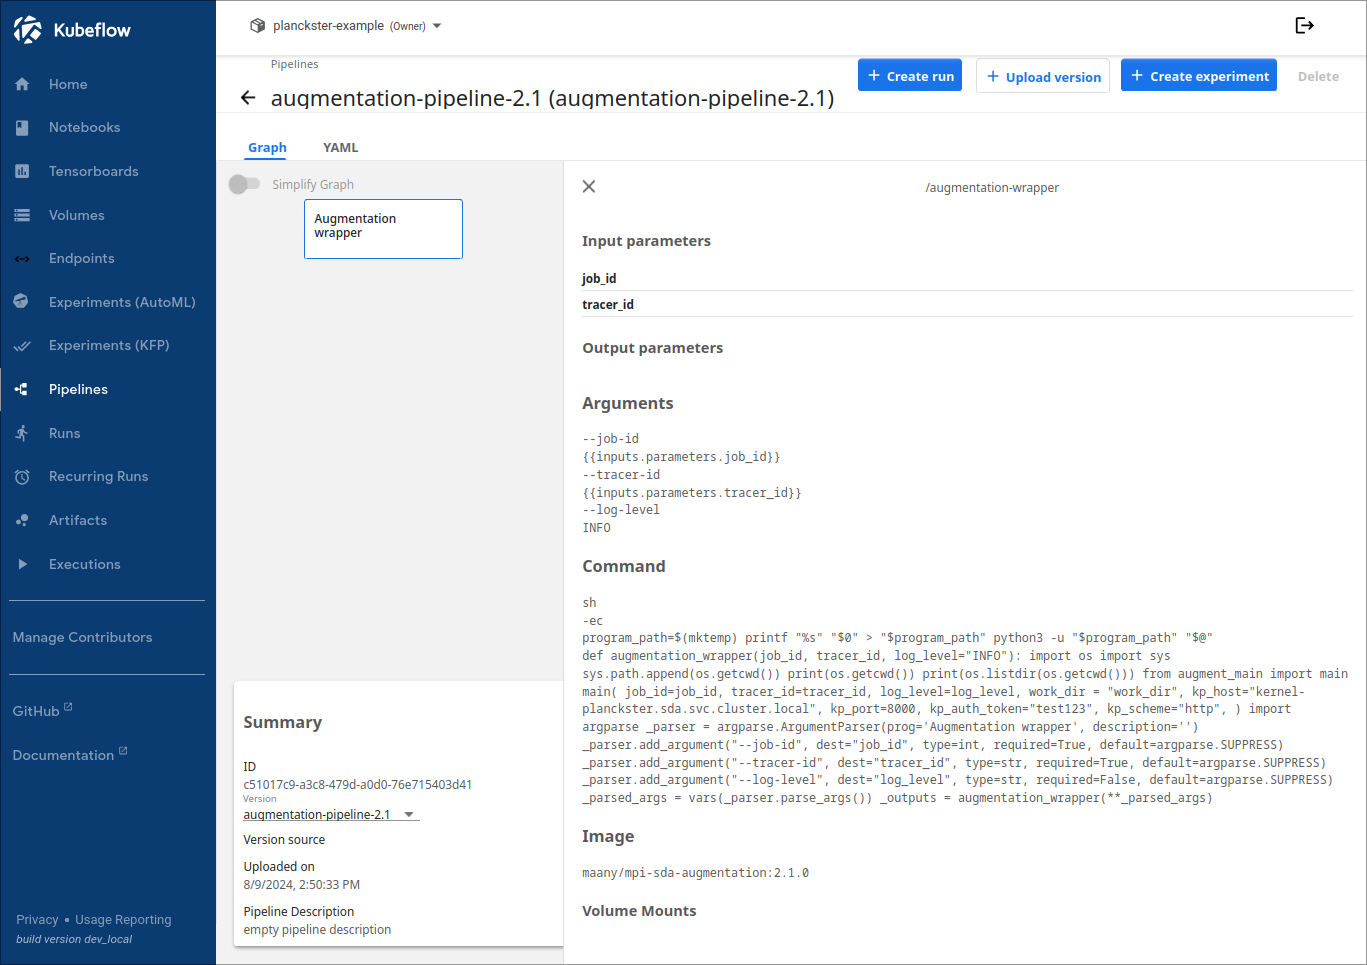 Kubeflow
planckster-example (Owner)
Home
Notebooks
Tensorboards
Volumes
Endpoints
Experiments (AutoML)
Experiments (KFP)
Pipelines
Runs
Recurring Runs
Artifacts
Executions
Manage Contributors
GitHub
Documentation
Privacy • Usage Reporting
build version dev_local
Pipelines
augmentation-pipeline-2.1 (augmentation-pipeline-2.1)
+ Create run
+ Upload version
+ Create experiment
Delete
Graph
YAML
Simplify Graph
Augmentation
wrapper
Summary
ID
c51017c9-a3c8-479d-a0d0-76e715403d41
Version
augmentation-pipeline-2.1
Version source
Uploaded on
8/9/2024, 2:50:33 PM
Pipeline Description
empty pipeline description
/augmentation-wrapper
Input parameters
job_id
tracer_id
Output parameters
Arguments
--job-id
{{inputs.parameters.job_id}}
--tracer-id
{{inputs.parameters.tracer_id}}
--log-level
INFO
Command
sh
-ec
program_path=$(mktemp) printf "%s" "$0" > "$program_path" python3 -u "$program_path" "$@"
def augmentation_wrapper(job_id, tracer_id, log_level="INFO"): import os import sys
sys.path.append(os.getcwd()) print(os.getcwd()) print(os.listdir(os.getcwd())) from augment_main import main
main( job_id=job_id, tracer_id=tracer_id, log_level=log_level, work_dir = "work_dir", kp_host="kernel-
planckster.sda.svc.cluster.local", kp_port=8000, kp_auth_token="test123", kp_scheme="http", ) import
argparse _parser = argparse.ArgumentParser(prog='Augmentation wrapper', description='')
_parser.add_argument("--job-id", dest="job_id", type=int, required=True, default=argparse.SUPPRESS)
_parser.add_argument("--tracer-id", dest="tracer_id", type=str, required=True, default=argparse.SUPPRESS)
_parser.add_argument("--log-level", dest="log_level", type=str, required=False, default=argparse.SUPPRESS)
_parsed_args = vars(_parser.parse_args()) _outputs = augmentation_wrapper(**_parsed_args)
Image
maany/mpi-sda-augmentation:2.1.0
Volume Mounts